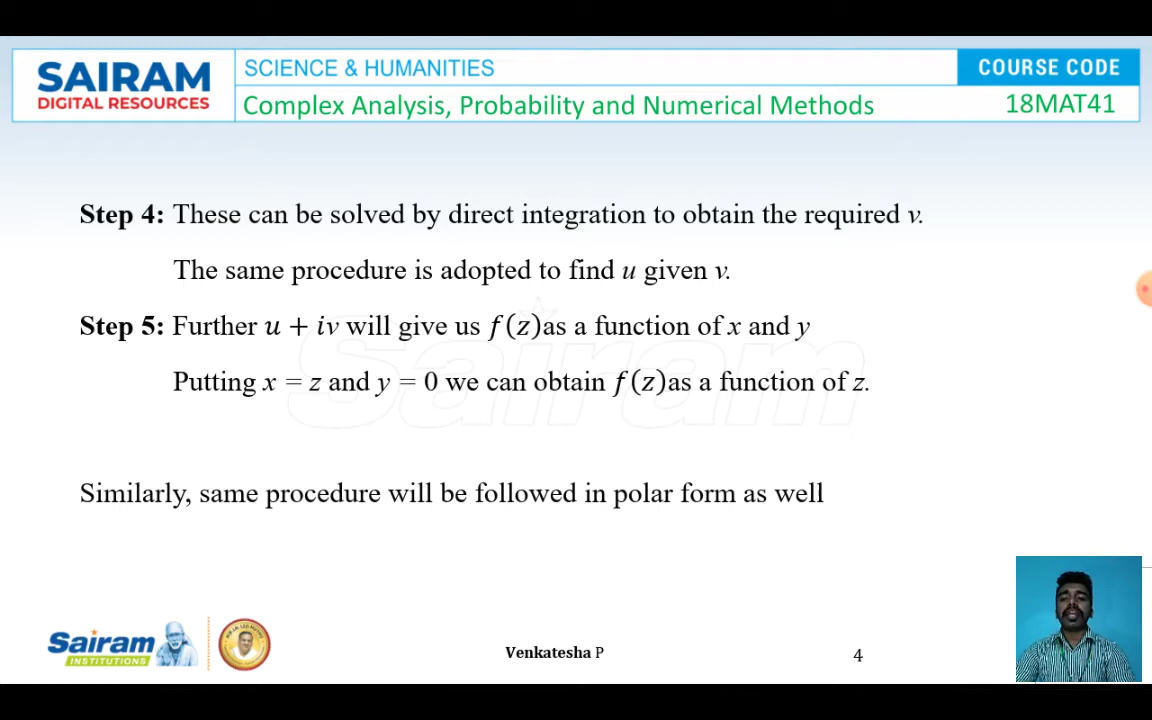 SAIRAM
DIGITAL RESOURCES
SCIENCE & HUMANITIES
COURSE CODE
Complex Analysis, Probability and Numerical Methods
18MAT41
Step 4: These can be solved by direct integration to obtain the required v.
The same procedure is adopted to find u given v.
Step 5: Further u + iv will give us f(z)as a function of x and y
Putting x = z and y = 0 we can obtain f(z)as a function of z.
Sairam
Similarly, same procedure will be followed in polar form as well
Sairam
INSTITUTIONS
Venkatesha P
4